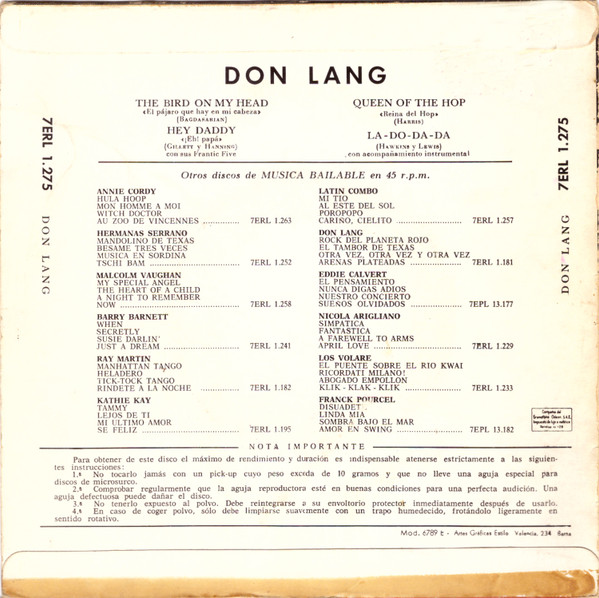 DON LANG
THE BIRD ON MY HEAD
«El pájaro que hay en mi cabeza»
(BAGDASARIAN)
HEY DADDY
«¡Eh! papá»
con sus Frantic Five
QUEEN OF THE HOP
«Reina del Hop»
(HARRIS)
LA-DO-DA-DA
(HAWKINS y LEWIS)
con acompañamiento instrumental
7ERL 1.275
DON LANG
Otros discos de MUSICA BAILABLE en 45 r.p.m.
ANNIE CORDY
HULA HOOP
MON HOMME A MOI
WITCH DOCTOR
AU ZOO DE VINCENNES ................ 7ERL 1.263
HERMANAS SERRANO
MANDOLINO DE TEXAS
BESAME TRES VECES
MUSICA EN SORDINA
TSCHI BAM ................ 7ERL 1.252
MALCOLM VAUGHAN
MY SPECIAL ANGEL
THE HEART OF A CHILD
A NIGHT TO REMEMBER
NOW ................ 7ERL 1.258
BARRY BARNETT
WHEN
SECRETLY
SUSIE DARLIN'
JUST A DREAM ................ 7ERL 1.241
RAY MARTIN
MANHATTAN TANGO
HELADERO
TICK-TOCK TANGO
RINDETE A LA NOCHE ................ 7ERL 1.182
KATHIE KAY
TAMMY
LEJOS DE TI
MI ULTIMO AMOR
SE FELIZ ................ 7ERL 1.195
LATIN COMBO
MI TIO
AL ESTE DEL SOL
POROPOPO
CARIÑO, CIELITO ................ 7ERL 1.257
DON LANG
ROCK DEL PLANETA ROJO
EL TAMBOR DE TEXAS
OTRA VEZ, OTRA VEZ Y OTRA VEZ
ARENAS PLATEADAS ................ 7ERL 1.181
EDDIE CALVERT
EL PENSAMIENTO
NUNCA DIGAS ADIOS
NUESTRO CONCIERTO
SUEÑOS OLVIDADOS ................ 7EPL 13.177
NICOLA ARIGLIANO
SIMPATICA
FANTASTICA
A FAREWELL TO ARMS
APRIL LOVE ................ 7ERL 1.229
LOS VOLARE
EL PUENTE SOBRE EL RIO KWAI
RICORDATI MILANO!
ABOGADO EMPOLLON
KLIK - KLAK - KLIK ................ 7ERL 1.233
FRANCK POURCEL
DISUADET
LINDA MIA
SOMBRA BAJO EL MAR
AMOR EN SWING ................ 7EPL 13.182
7ERL 1.275
DON LANG
NOTA IMPORTANTE
Para obtener de este disco el máximo de rendimiento y duración es indispensable atenerse estrictamente a las siguien-
tes instrucciones:
1.ª No tocarlo jamás con un pick-up cuyo peso exceda de 10 gramos y que no lleve una aguja especial para
discos de microsurco.
2.ª Comprobar regularmente que la aguja reproductora esté en buenas condiciones para una perfecta audición. Una
aguja defectuosa puede dañar el disco.
3.ª No tenerlo expuesto al polvo. Debe reintegrarse a su envoltorio protector inmediatamente después de usarlo.
4.ª En caso de coger polvo, sólo debe limpiarse suavemente con un trapo humedecido, frotándolo ligeramente en
sentido rotativo.
Mod. 6789 E - Artes Gráficas Estilo Valencia, 234 Barna